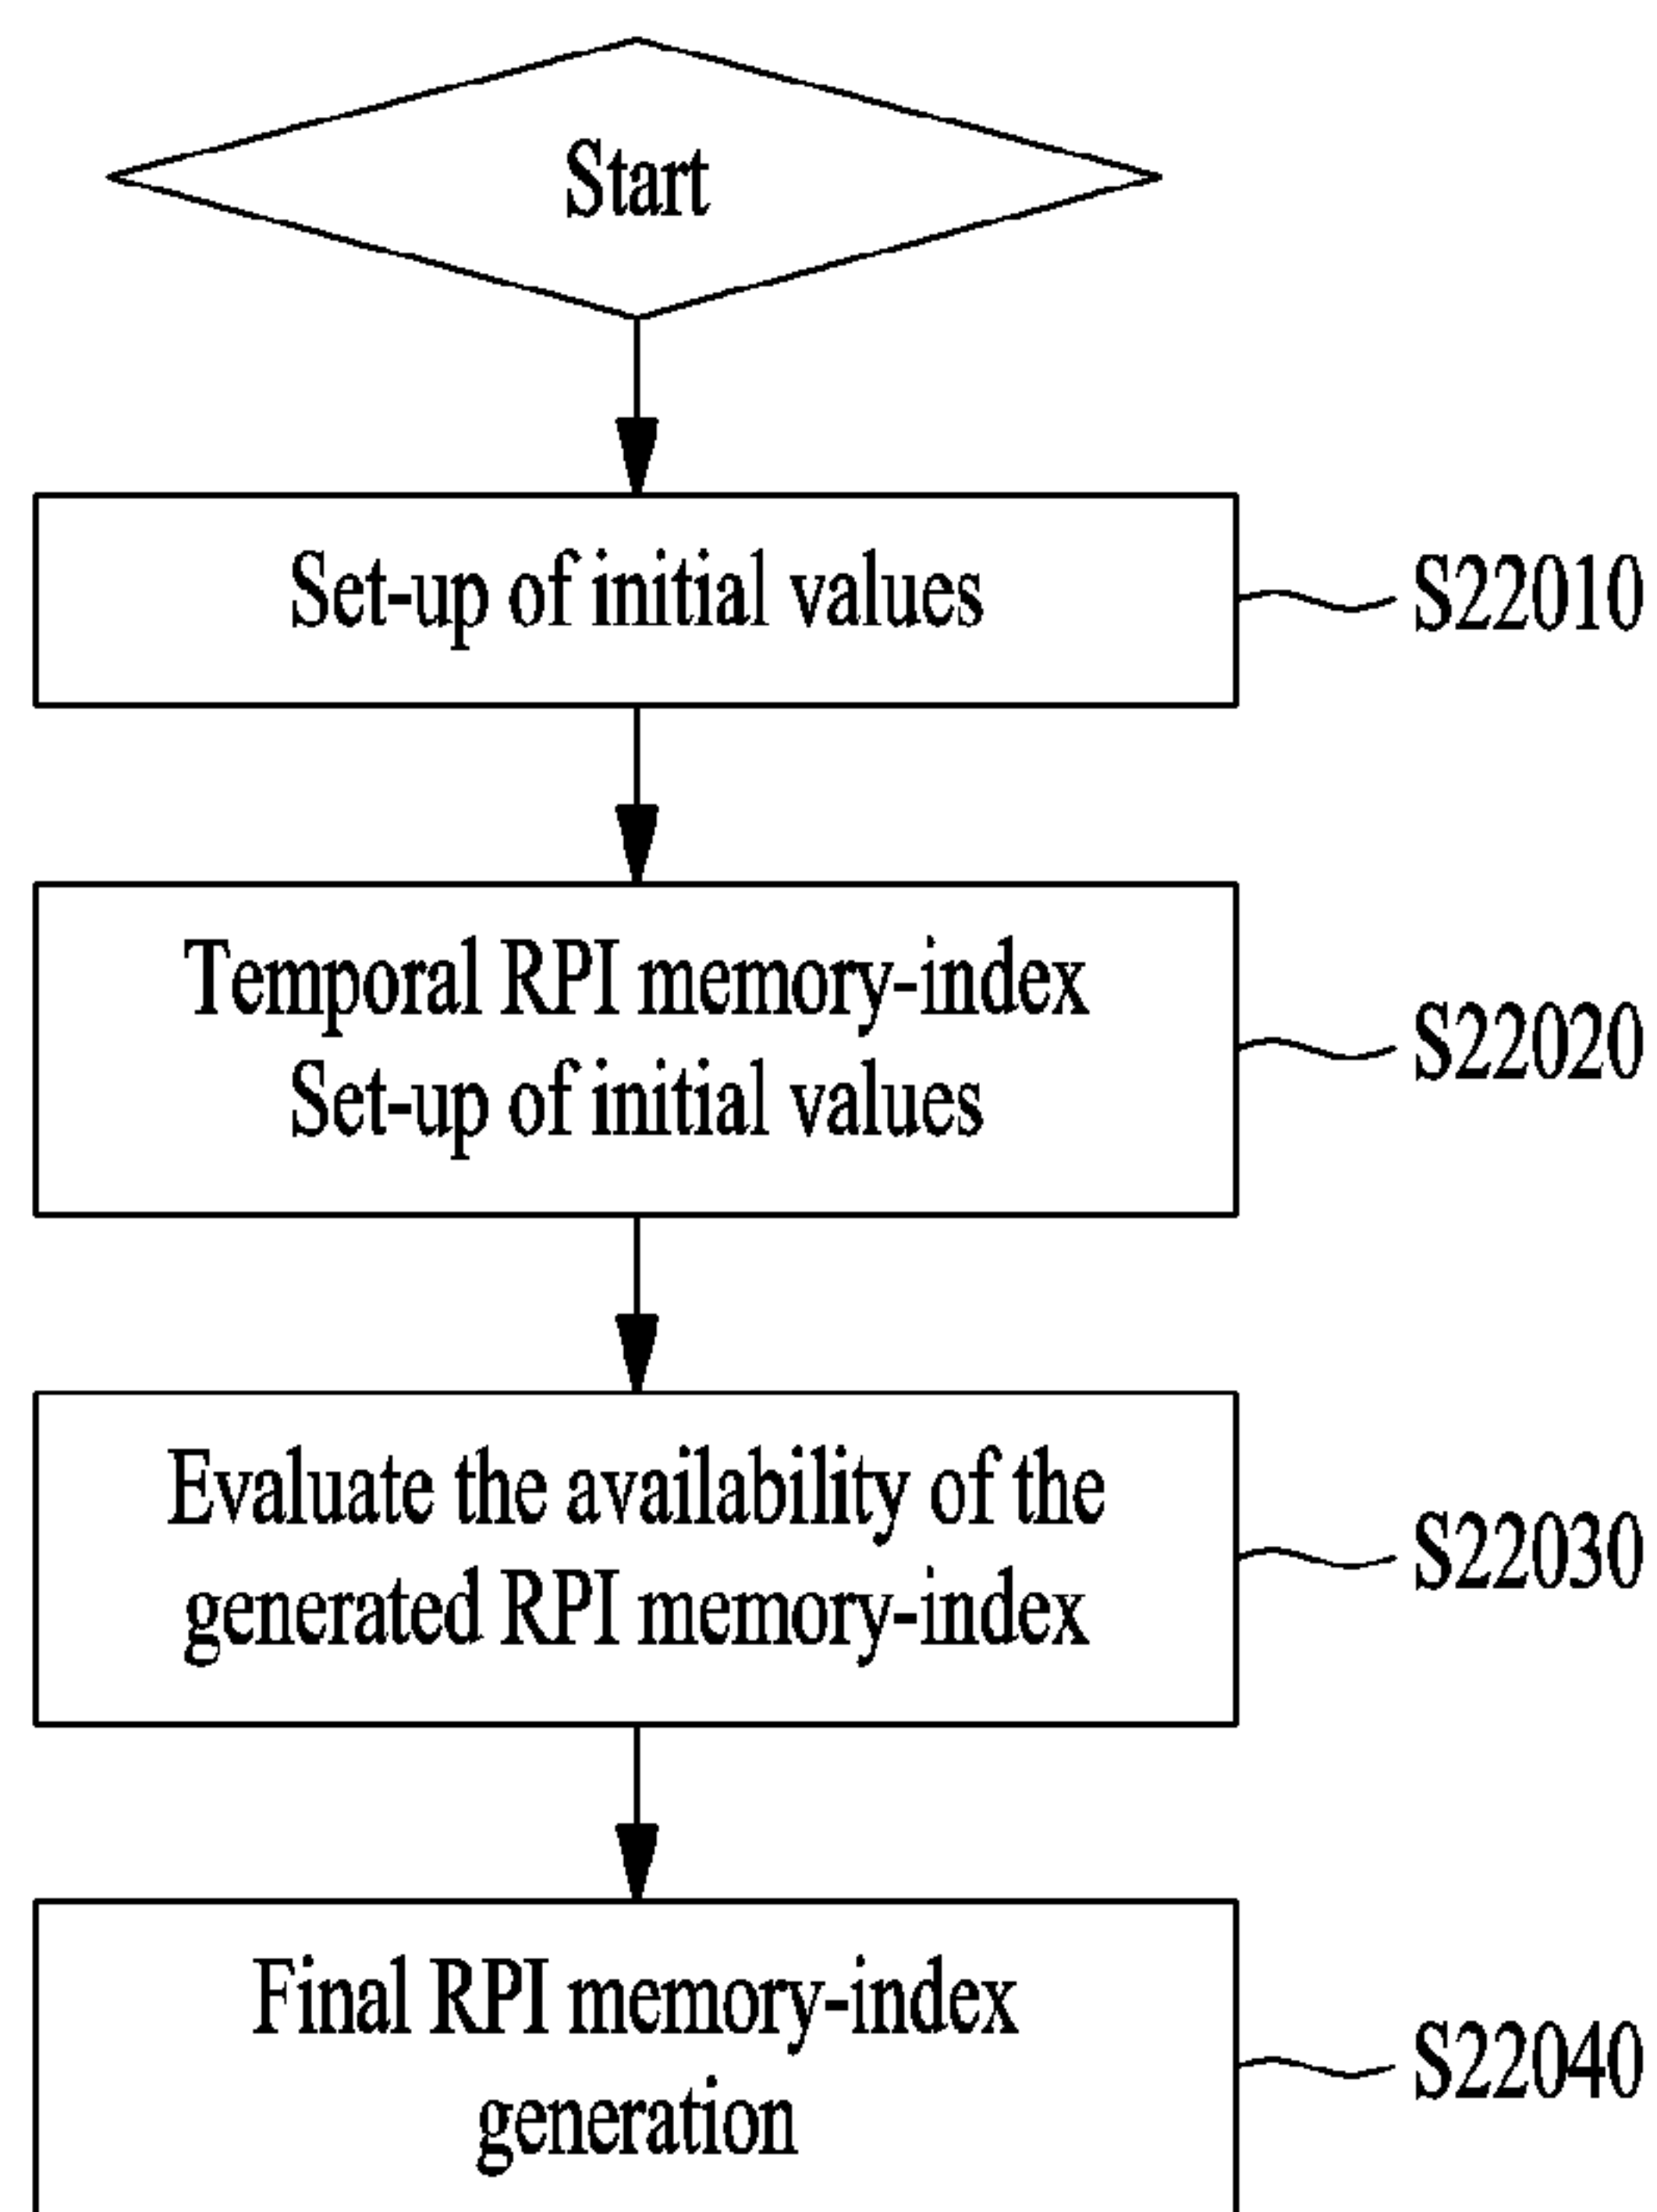 Start
Set-up of initial values
S22010
Temporal RPI memory-index
Set-up of initial values
S22020
Evaluate the availability of the
generated RPI memory-index
S22030
Final RPI memory-index
generation
S22040